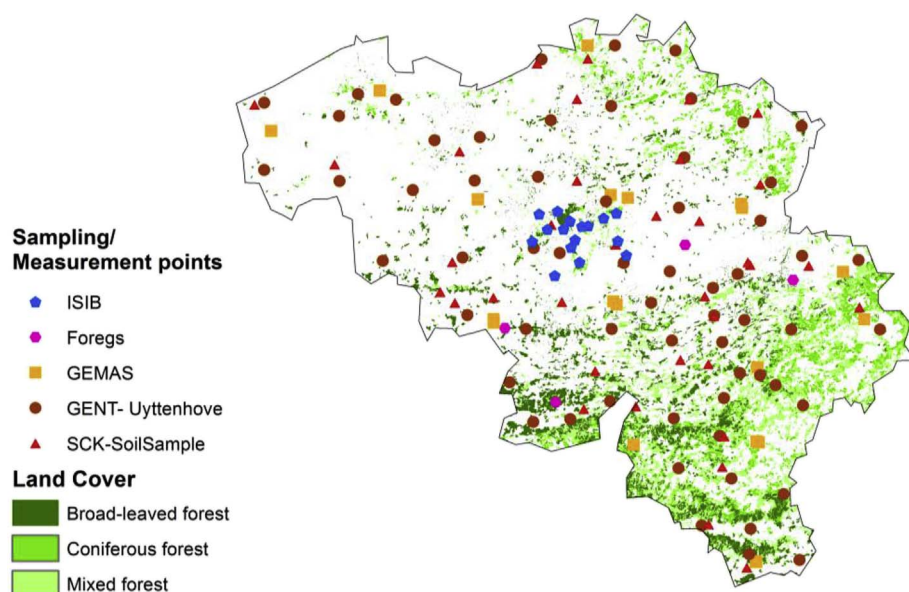 Sampling/
Measurement points
ISIB
Foregs
GEMAS
GENT- Uyttenhove
SCK-SoilSample
Land Cover
Broad-leaved forest
Coniferous forest
Mixed forest